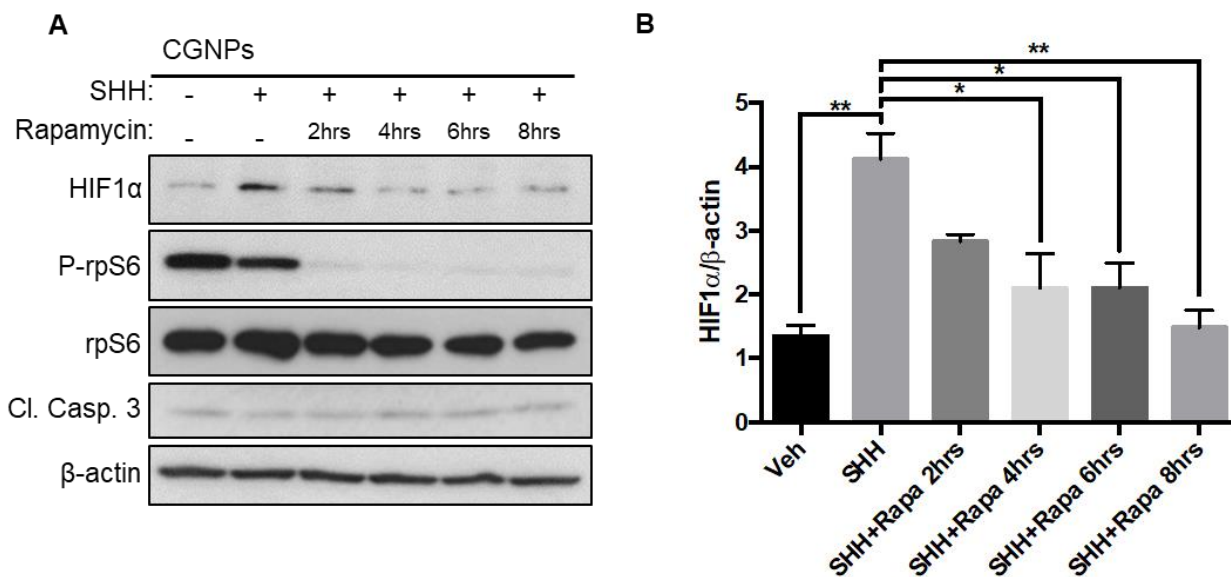 A
CGNPs
SHH: - + + + + +
Rapamycin: - - 2hrs 4hrs 6hrs 8hrs
HIF1α
P-rpS6
rpS6
Cl. Casp. 3
β-actin
B
**
*
**
*
5
4
3
2
1
0
HIF1α/β-actin
Veh
SHH
SHH+Rapa 2hrs
SHH+Rapa 4hrs
SHH+Rapa 6hrs
SHH+Rapa 8hrs